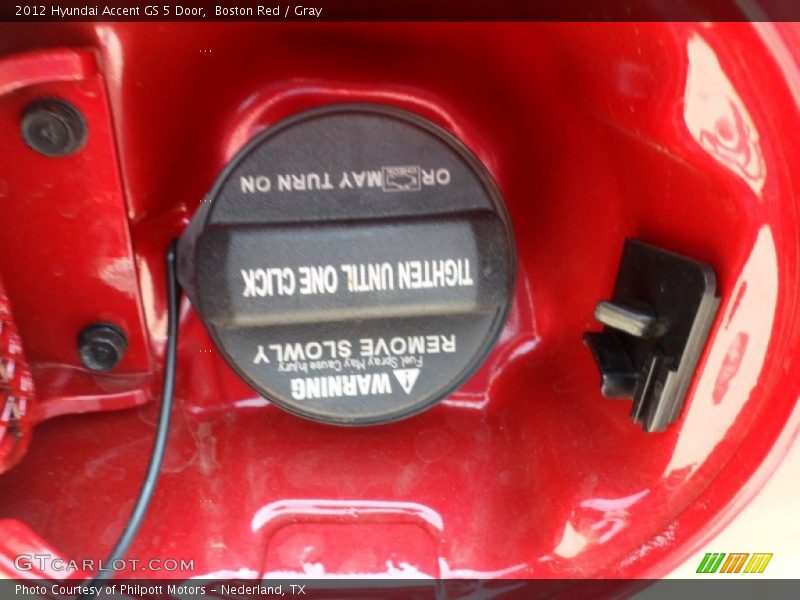 2012 Hyundai Accent GS 5 Door,  Boston Red / Gray
WARNING
Fuel Spray May Cause Injury
REMOVE SLOWLY
TIGHTEN UNTIL ONE CLICK
OR CHECK MAY TURN ON
GTCARLOT.COM
Photo Courtesy of Philpott Motors - Nederland, TX